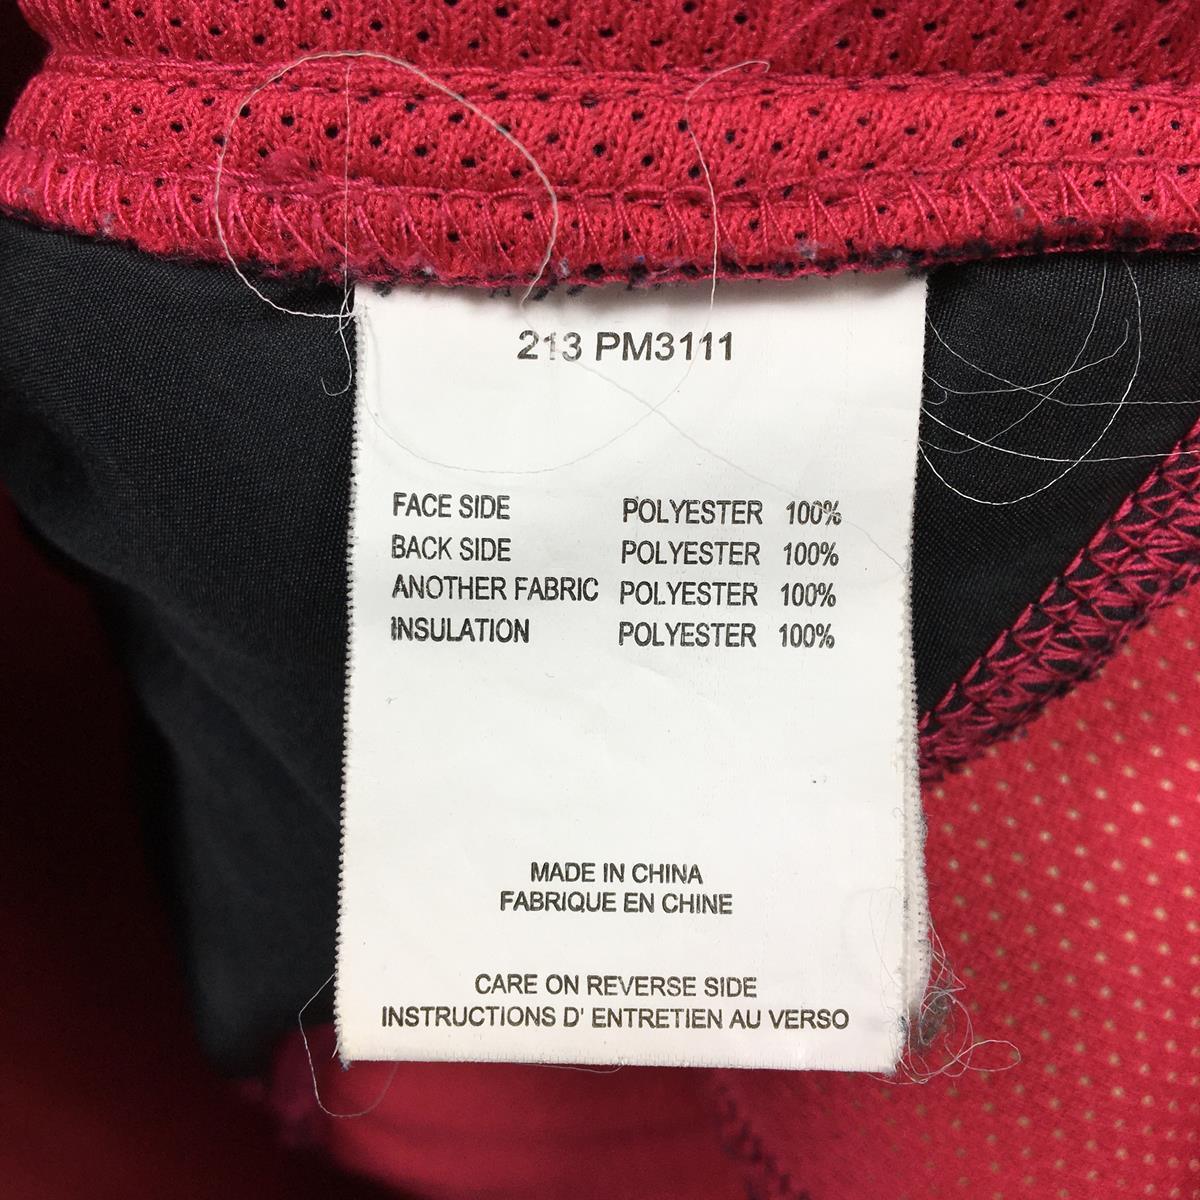 213 PM3111
FACE SIDE POLYESTER 100%
BACK SIDE POLYESTER 100%
ANOTHER FABRIC POLYESTER 100%
INSULATION POLYESTER 100%
MADE IN CHINA
FABRIQUE EN CHINE
CARE ON REVERSE SIDE
INSTRUCTIONS D' ENTRETIEN AU VERSO